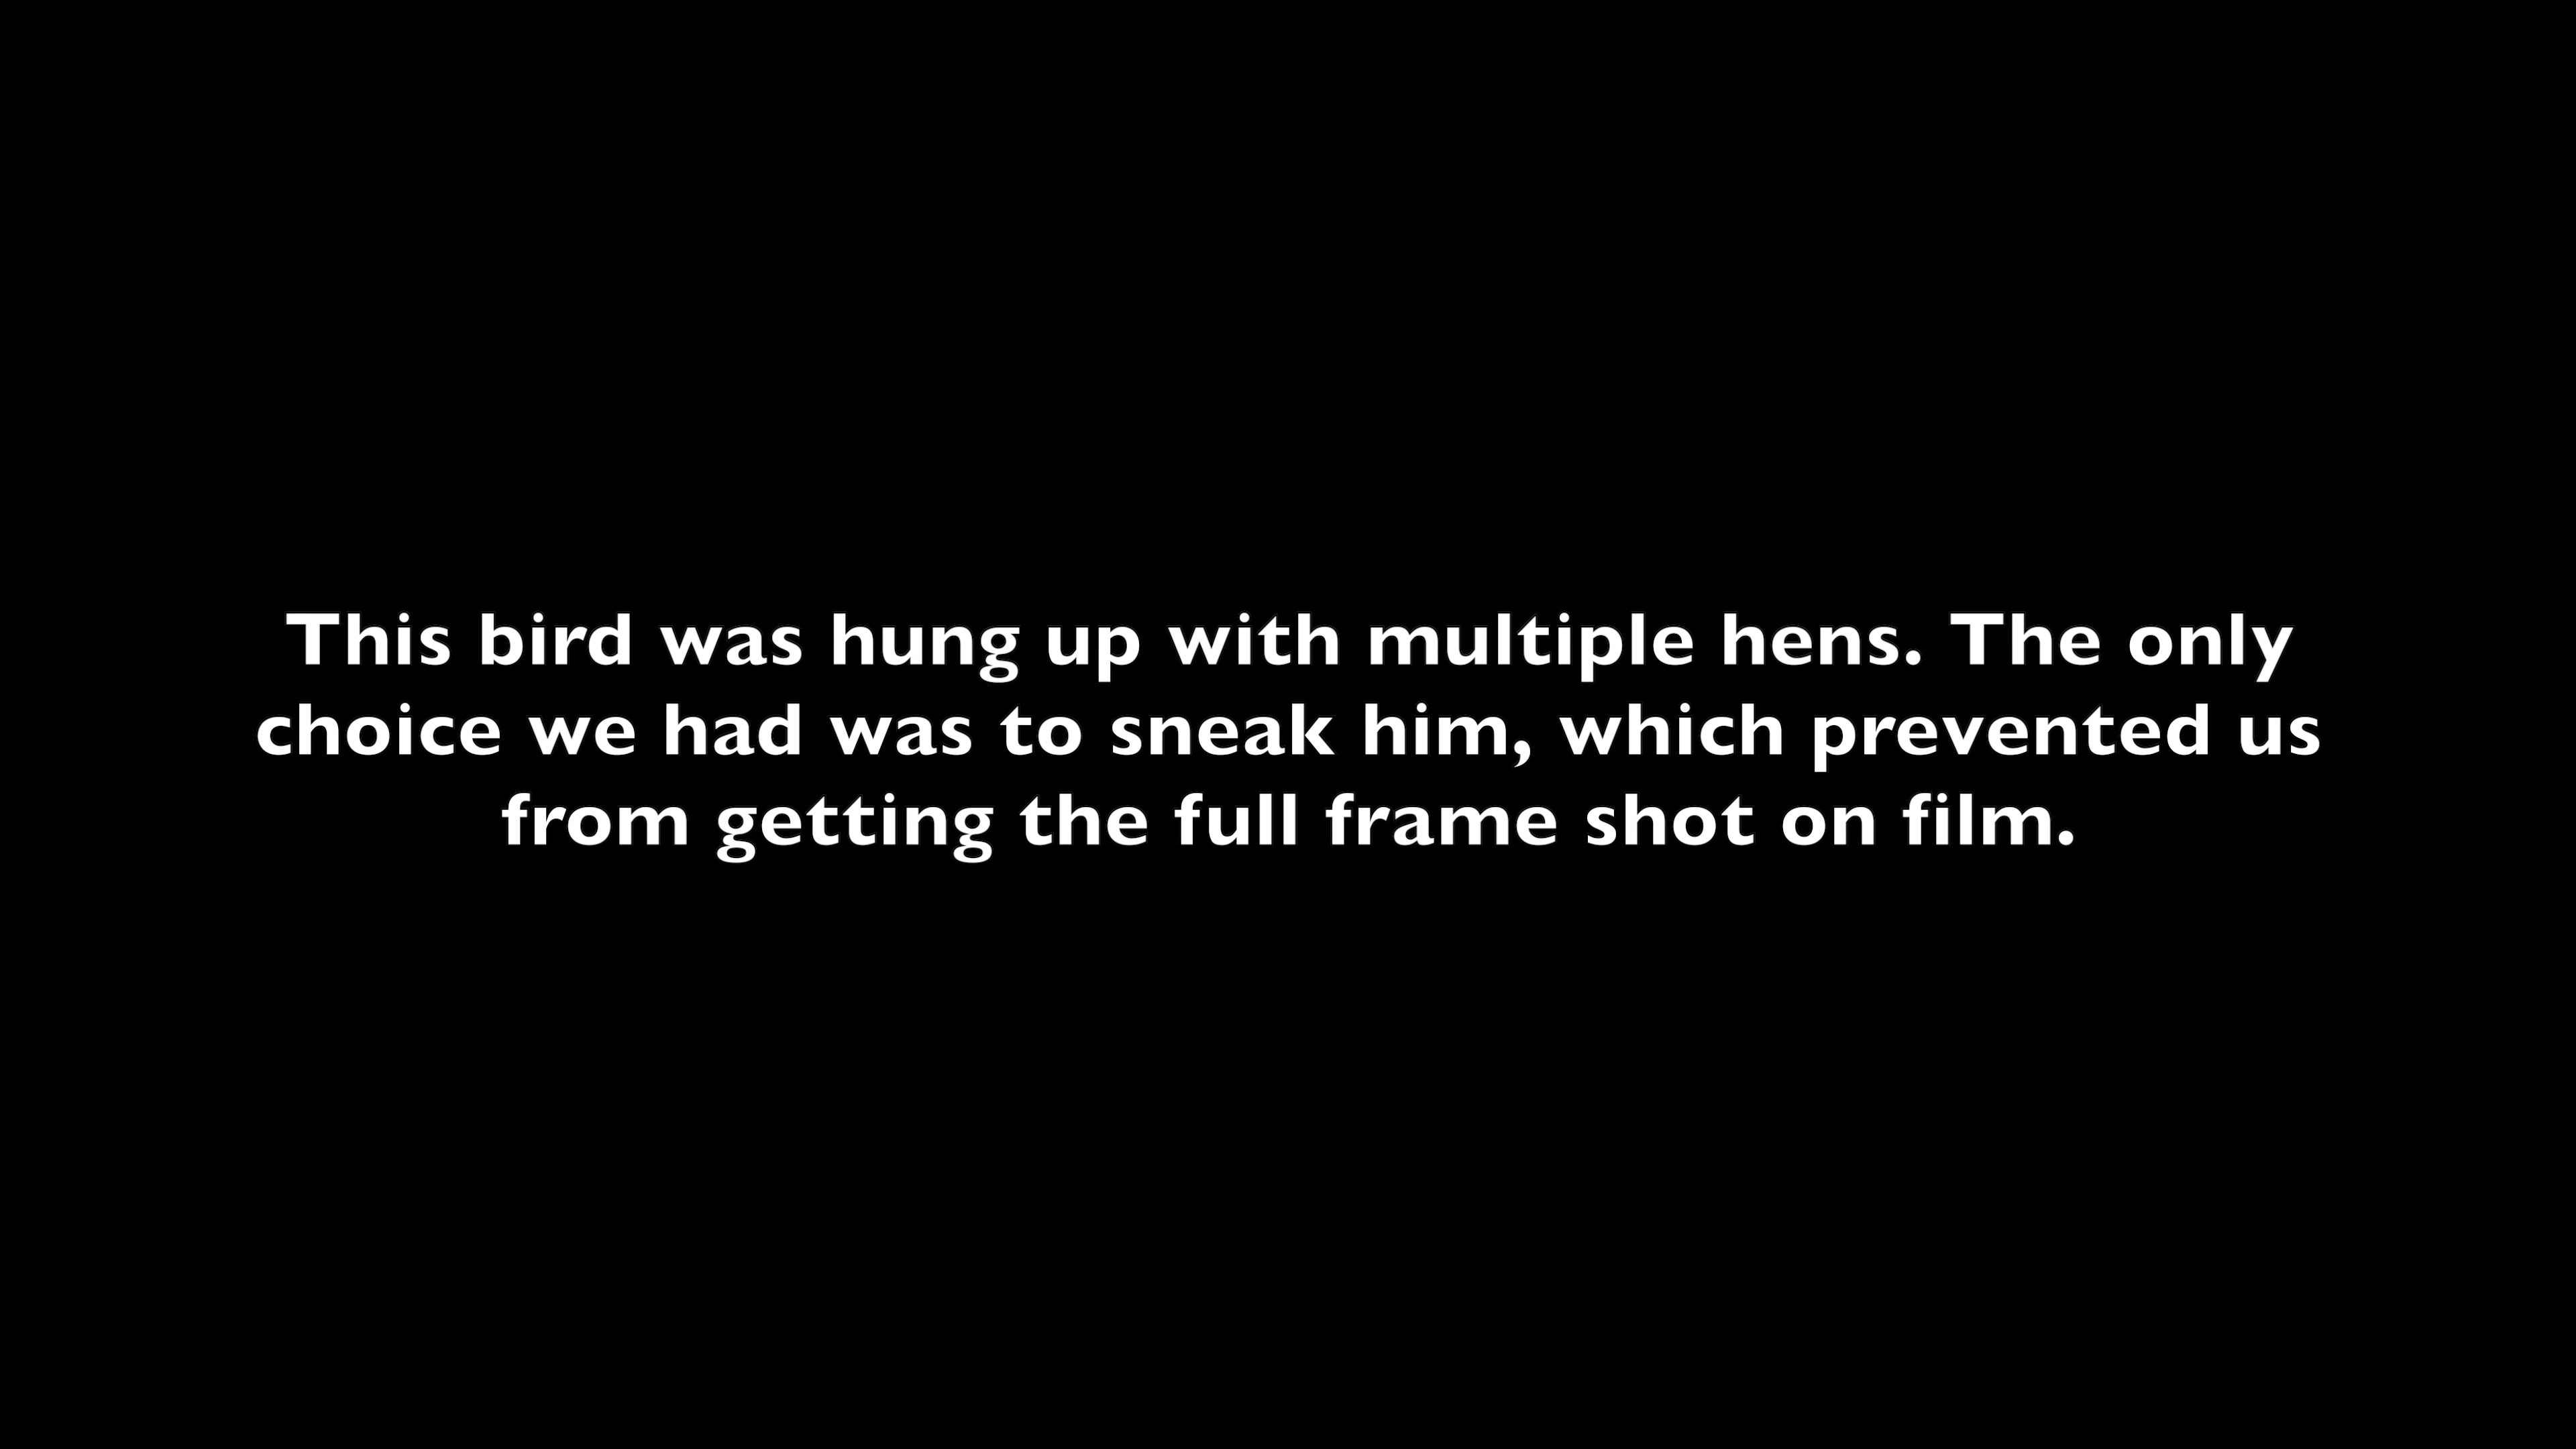 This bird was hung up with multiple hens. The only
choice we had was to sneak him, which prevented us
from getting the full frame shot on film.